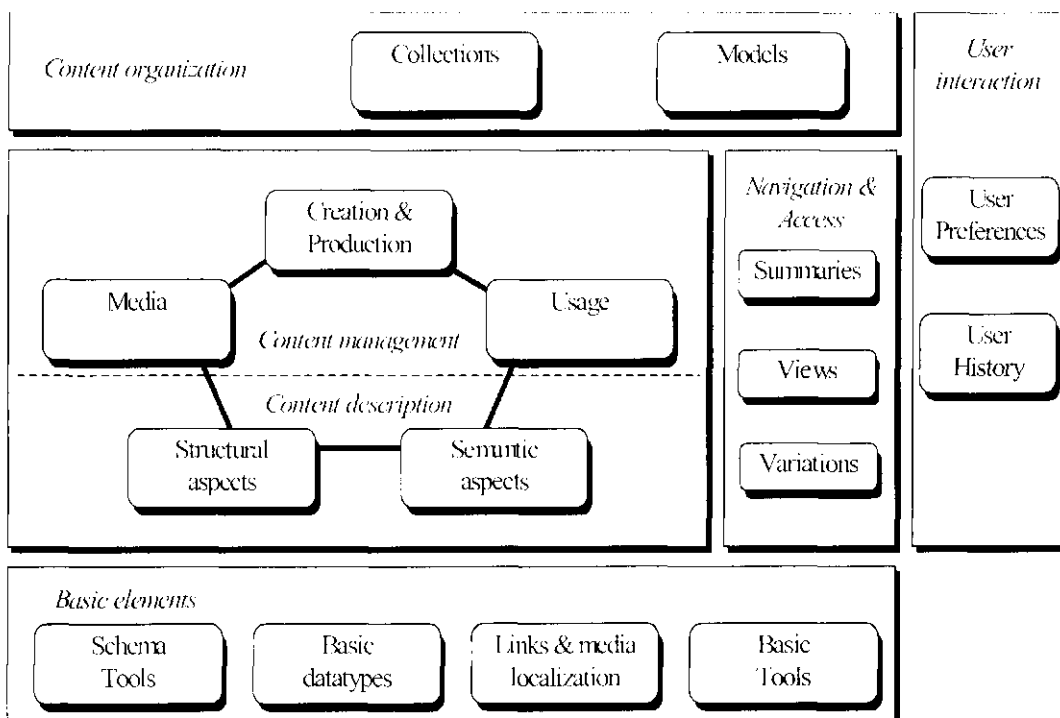 Content organization
Collections
Models
User
interaction
Creation &
Production
Media
Usage
Content management
Content description
Structural
aspects
Semantic
aspects
Navigation &
Access
Summaries
Views
Variations
User
Preferences
User
History
Basic elements
Schema
Tools
Basic
datatypes
Links & media
localization
Basic
Tools